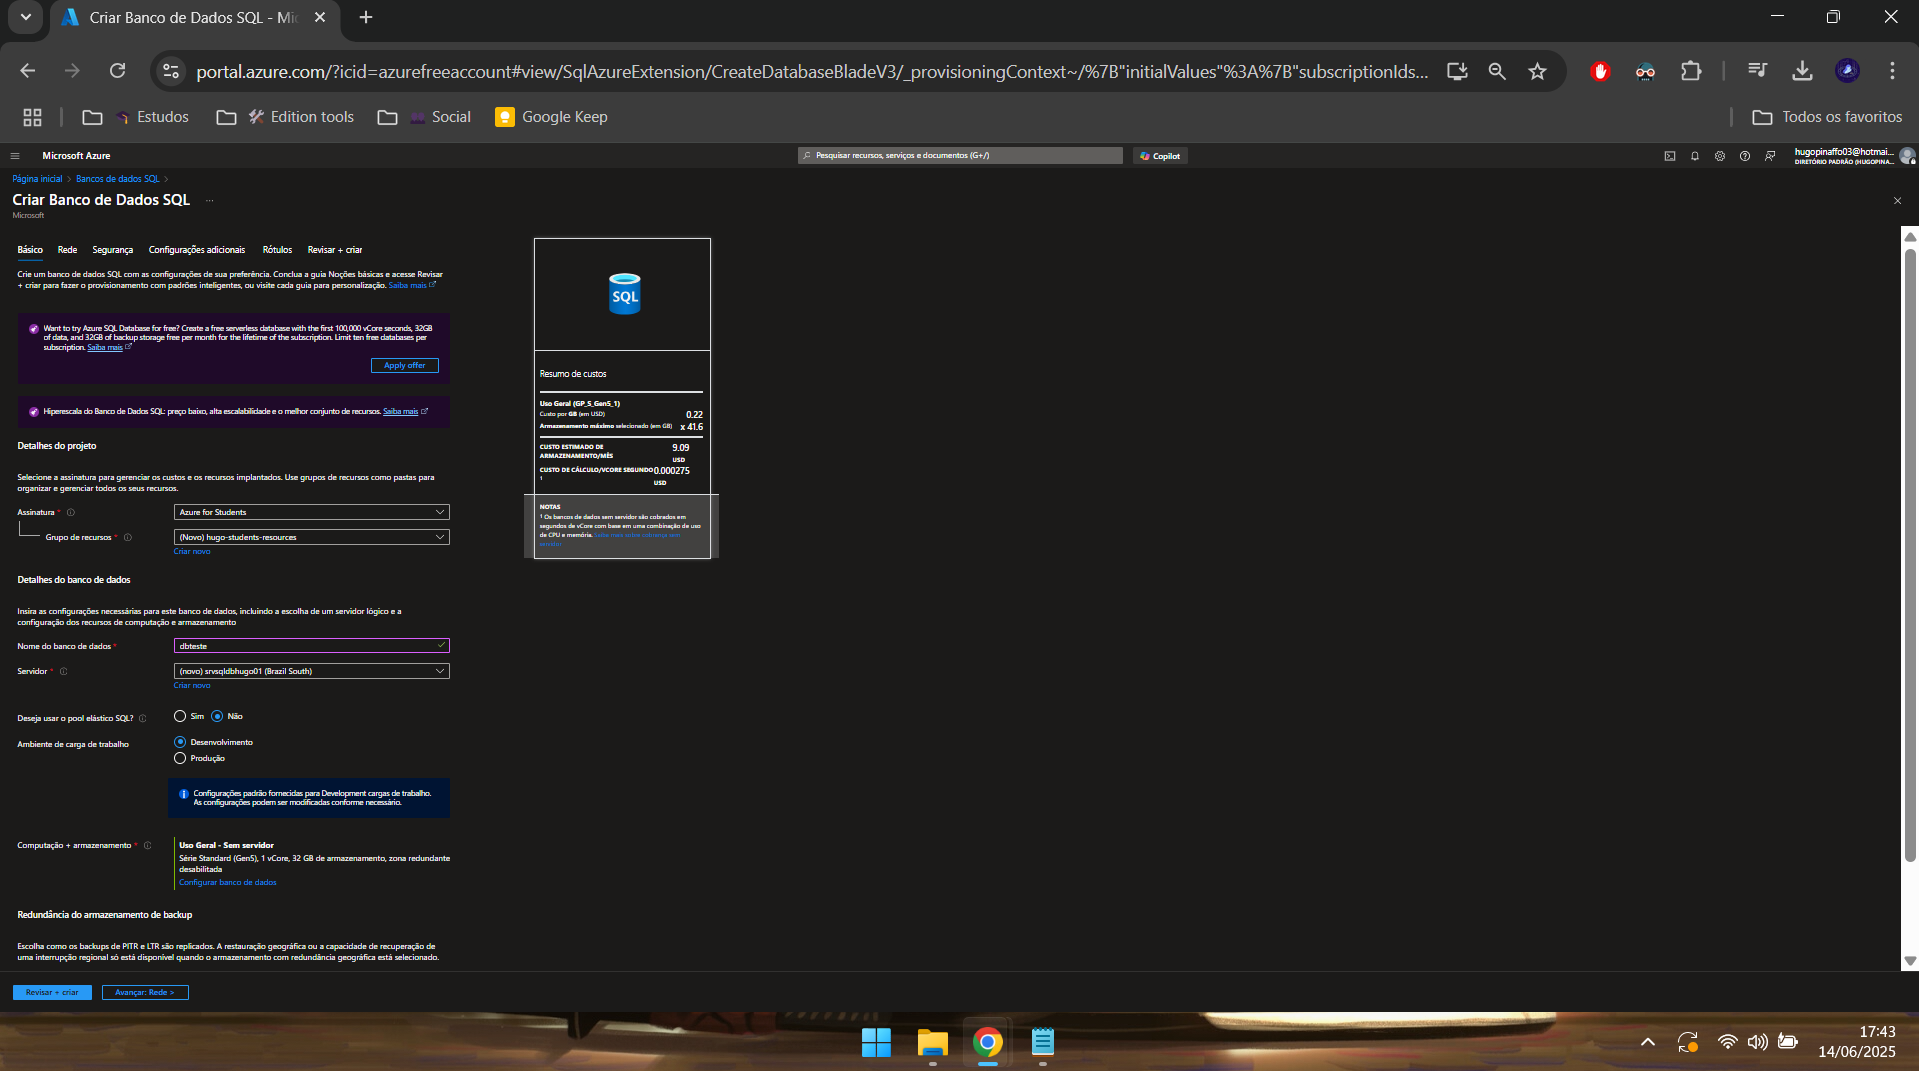 Criar Banco de Dados SQL - Mic
portal.azure.com/?icid=azurefreeaccount#view/SqlAzureExtension/CreateDatabaseBladeV3/_provisioningContext~/%7B"initialValues"%3A%7B"subscriptionIds...
Estudos
Edition tools
Social
Google Keep
Todos os favoritos
Microsoft Azure
Pesquisar recursos, serviços e documentos (G+/)
Copilot
hugopinaffo03@hotmai...
DIRETÓRIO PADRÃO (HUGOPINA...
Página inicial > Bancos de dados SQL >
Criar Banco de Dados SQL ...
Microsoft
Básico Rede Segurança Configurações adicionais Rótulos Revisar + criar
Crie um banco de dados SQL com as configurações de sua preferência. Conclua a guia Noções básicas e acesse Revisar
+ criar para fazer o provisionamento com padrões inteligentes, ou visite cada guia para personalização. Saiba mais
Want to try Azure SQL Database for free? Create a free serverless database with the first 100,000 vCore seconds, 32GB
of data, and 32GB of backup storage free per month for the lifetime of the subscription. Limit ten free databases per
subscription. Saiba mais
Apply offer
Hiperescala do Banco de Dados SQL: preço baixo, alta escalabilidade e o melhor conjunto de recursos. Saiba mais
Detalhes do projeto
Selecione a assinatura para gerenciar os custos e os recursos implantados. Use grupos de recursos como pastas para
organizar e gerenciar todos os seus recursos.
Assinatura * Azure for Students
Grupo de recursos * (Novo) hugo-students-resources
Criar novo
Detalhes do banco de dados
Insira as configurações necessárias para este banco de dados, incluindo a escolha de um servidor lógico e a
configuração dos recursos de computação e armazenamento
Nome do banco de dados * dbteste
Servidor * (novo) srvsqldbhugo01 (Brazil South)
Criar novo
Deseja usar o pool elástico SQL? Sim Não
Ambiente de carga de trabalho Desenvolvimento
Produção
Configurações padrão fornecidas para Development cargas de trabalho.
As configurações podem ser modificadas conforme necessário.
Computação + armazenamento * Uso Geral - Sem servidor
Série Standard (Gen5), 1 vCore, 32 GB de armazenamento, zona redundante
desabilitada
Configurar banco de dados
Redundância do armazenamento de backup
Escolha como os backups de PITR e LTR são replicados. A restauração geográfica ou a capacidade de recuperação de
uma interrupção regional só está disponível quando o armazenamento com redundância geográfica está selecionado.
Revisar + criar
Avançar: Rede >
SQL
Resumo de custos
Uso Geral (GP_S_Gen5_1)
Custo por GB (em USD) 0.22
Armazenamento máximo selecionado (em GB) x 41.6
CUSTO ESTIMADO DE 9.09
ARMAZENAMENTO/MÊS USD
CUSTO DE CÁLCULO/VCORE SEGUNDO 0.000275
1 USD
NOTAS
1 Os bancos de dados sem servidor são cobrados em
segundos de vCore com base em uma combinação de uso
de CPU e memória. Saiba mais sobre cobrança sem
servidor
17:43
14/06/2025